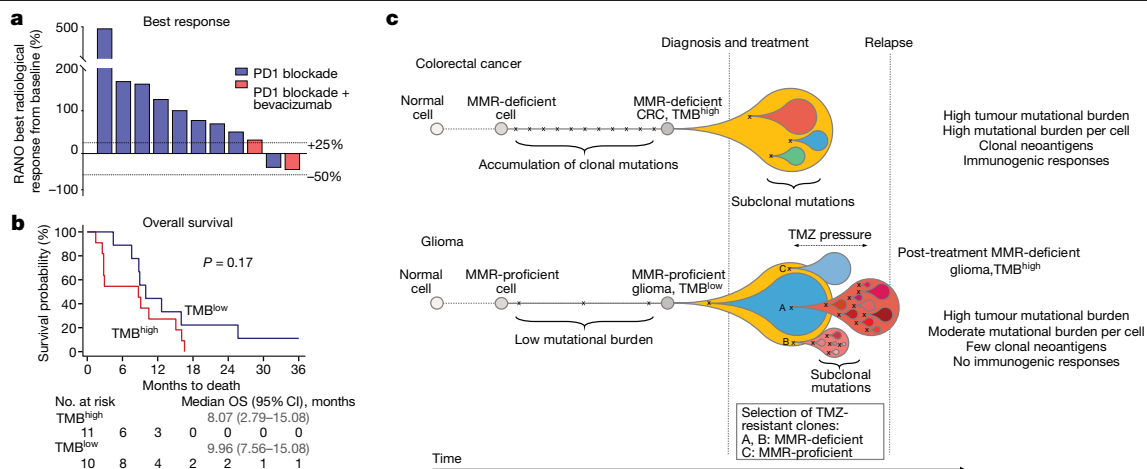 a
Best response
RANO best radiological
response from baseline (%)
500
200
100
0
−100
PD1 blockade
PD1 blockade +
bevacizumab
+25%
−50%
b
Overall survival
Survival probability (%)
100
80
60
40
20
0
P = 0.17
TMBlow
TMBhigh
0 6 12 18 24 30 36
Months to death
No. at risk Median OS (95% CI), months
TMBhigh 8.07 (2.79–15.08)
11 6 3 0 0 0 0
TMBlow 9.96 (7.56–15.08)
10 8 4 2 2 1 1
c
Diagnosis and treatment
Relapse
Colorectal cancer
Normal
cell
MMR-deficient
cell
MMR-deficient
CRC, TMBhigh
x x x x x x x x x x x
Accumulation of clonal mutations
x
x
x
Subclonal mutations
High tumour mutational burden
High mutational burden per cell
Clonal neoantigens
Immunogenic responses
Glioma
Normal
cell
MMR-proficient
cell
MMR-proficient
glioma, TMBlow
Low mutational burden
TMZ pressure
C
A
B
Subclonal
mutations
Post-treatment MMR-deficient
glioma,TMBhigh
High tumour mutational burden
Moderate mutational burden per cell
Few clonal neoantigens
No immunogenic responses
Selection of TMZ-
resistant clones:
A, B: MMR-deficient
C: MMR-proficient
Time